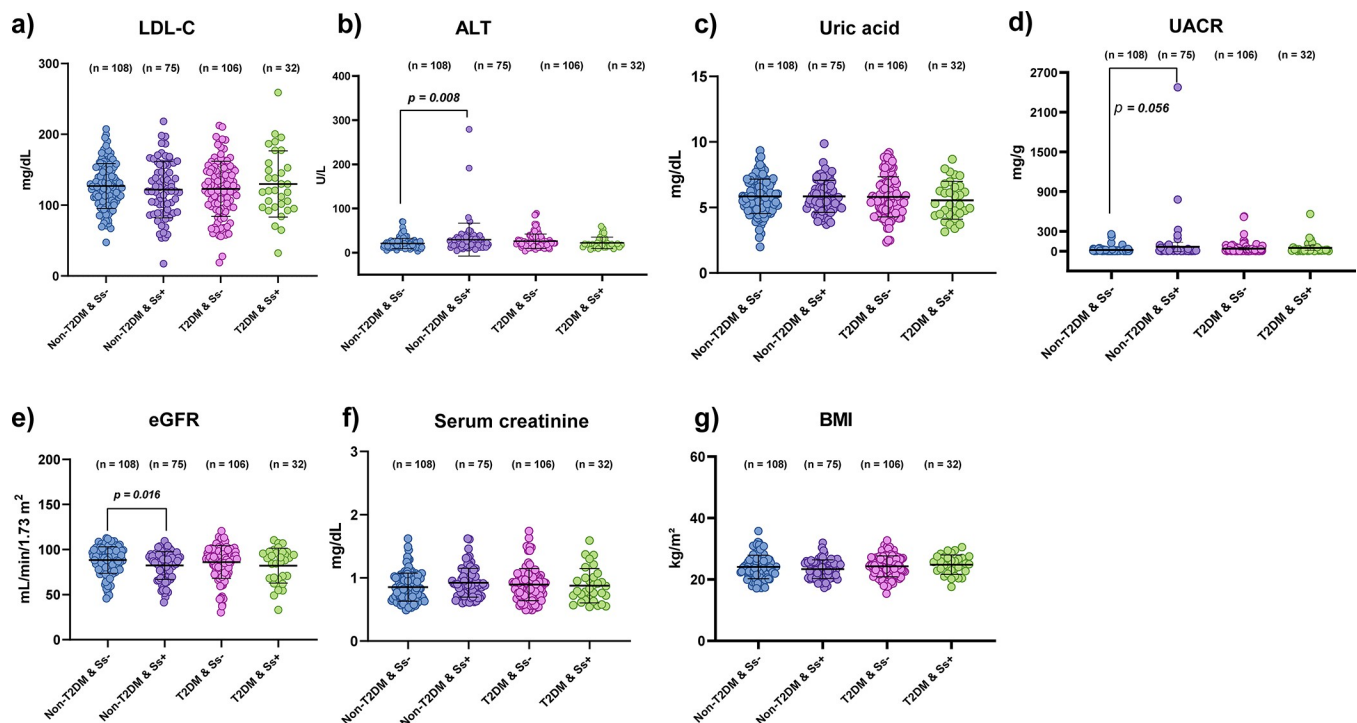 a)
LDL-C
(n = 108) (n = 75) (n = 106) (n = 32)
300
200
100
0
mg/dL
Non-T2DM & Ss-
Non-T2DM & Ss+
T2DM & Ss-
T2DM & Ss+
b)
ALT
(n = 108) (n = 75) (n = 106) (n = 32)
p = 0.008
400
300
200
100
0
U/L
Non-T2DM & Ss-
Non-T2DM & Ss+
T2DM & Ss-
T2DM & Ss+
c)
Uric acid
(n = 108) (n = 75) (n = 106) (n = 32)
15
10
5
0
mg/dL
Non-T2DM & Ss-
Non-T2DM & Ss+
T2DM & Ss-
T2DM & Ss+
d)
UACR
(n = 108) (n = 75) (n = 106) (n = 32)
p = 0.056
2700
2100
1500
900
300
0
mg/g
Non-T2DM & Ss-
Non-T2DM & Ss+
T2DM & Ss-
T2DM & Ss+
e)
eGFR
(n = 108) (n = 75) (n = 106) (n = 32)
p = 0.016
200
150
100
50
0
mL/min/1.73 m²
Non-T2DM & Ss-
Non-T2DM & Ss+
T2DM & Ss-
T2DM & Ss+
f)
Serum creatinine
(n = 108) (n = 75) (n = 106) (n = 32)
3
2
1
0
mg/dL
Non-T2DM & Ss-
Non-T2DM & Ss+
T2DM & Ss-
T2DM & Ss+
g)
BMI
(n = 108) (n = 75) (n = 106) (n = 32)
60
40
20
0
kg/m²
Non-T2DM & Ss-
Non-T2DM & Ss+
T2DM & Ss-
T2DM & Ss+